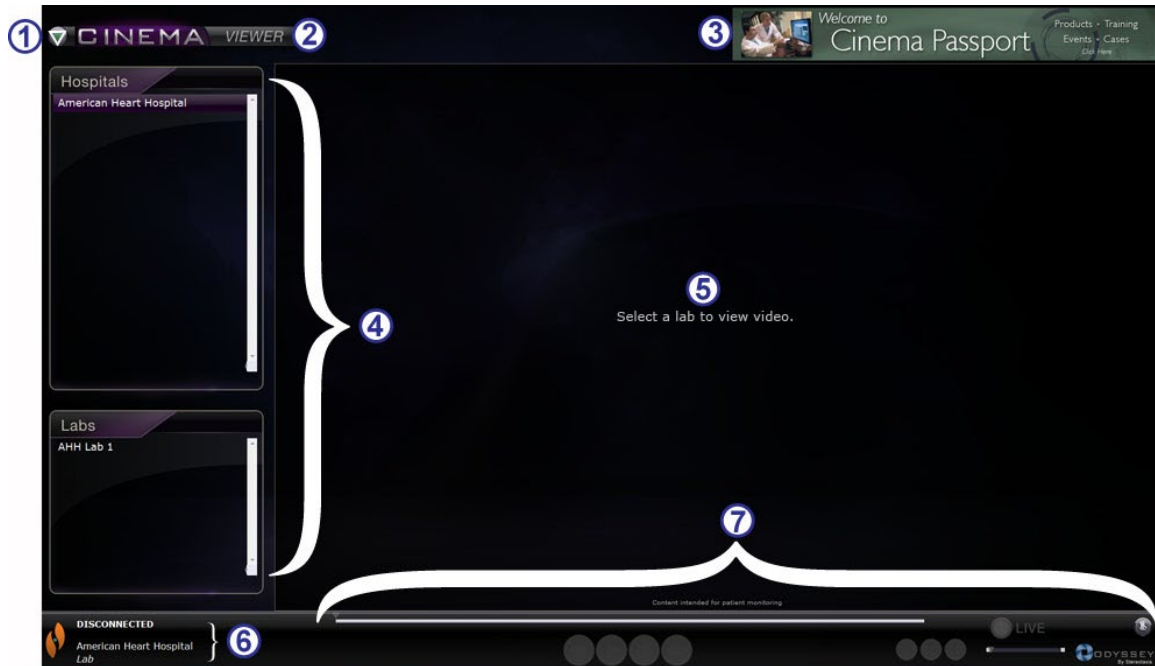 1
CINEMA VIEWER
2
3
Welcome to
Cinema Passport
Products - Training
Events - Cases
Click Here
Hospitals
American Heart Hospital
4
5
Select a lab to view video.
Labs
AHH Lab 1
7
Content intended for patient monitoring
DISCONNECTED
American Heart Hospital
Lab
6
LIVE
ODYSSEY
By Stereotaxis